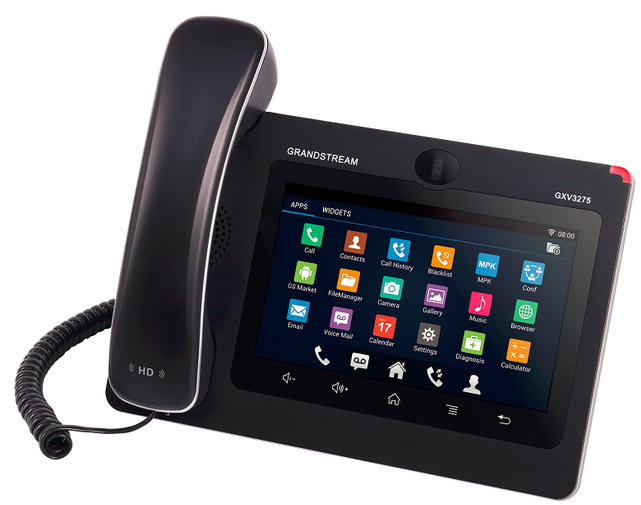 GRANDSTREAM
GXV3275
APPS WIDGETS
08:00
Call Contacts Call History Blacklist MPK MPK Conf
GS Market FileManager Camera Gallery Music Browser
Email Voice Mail 17 Calendar Settings Diagnosis Calculator
HD